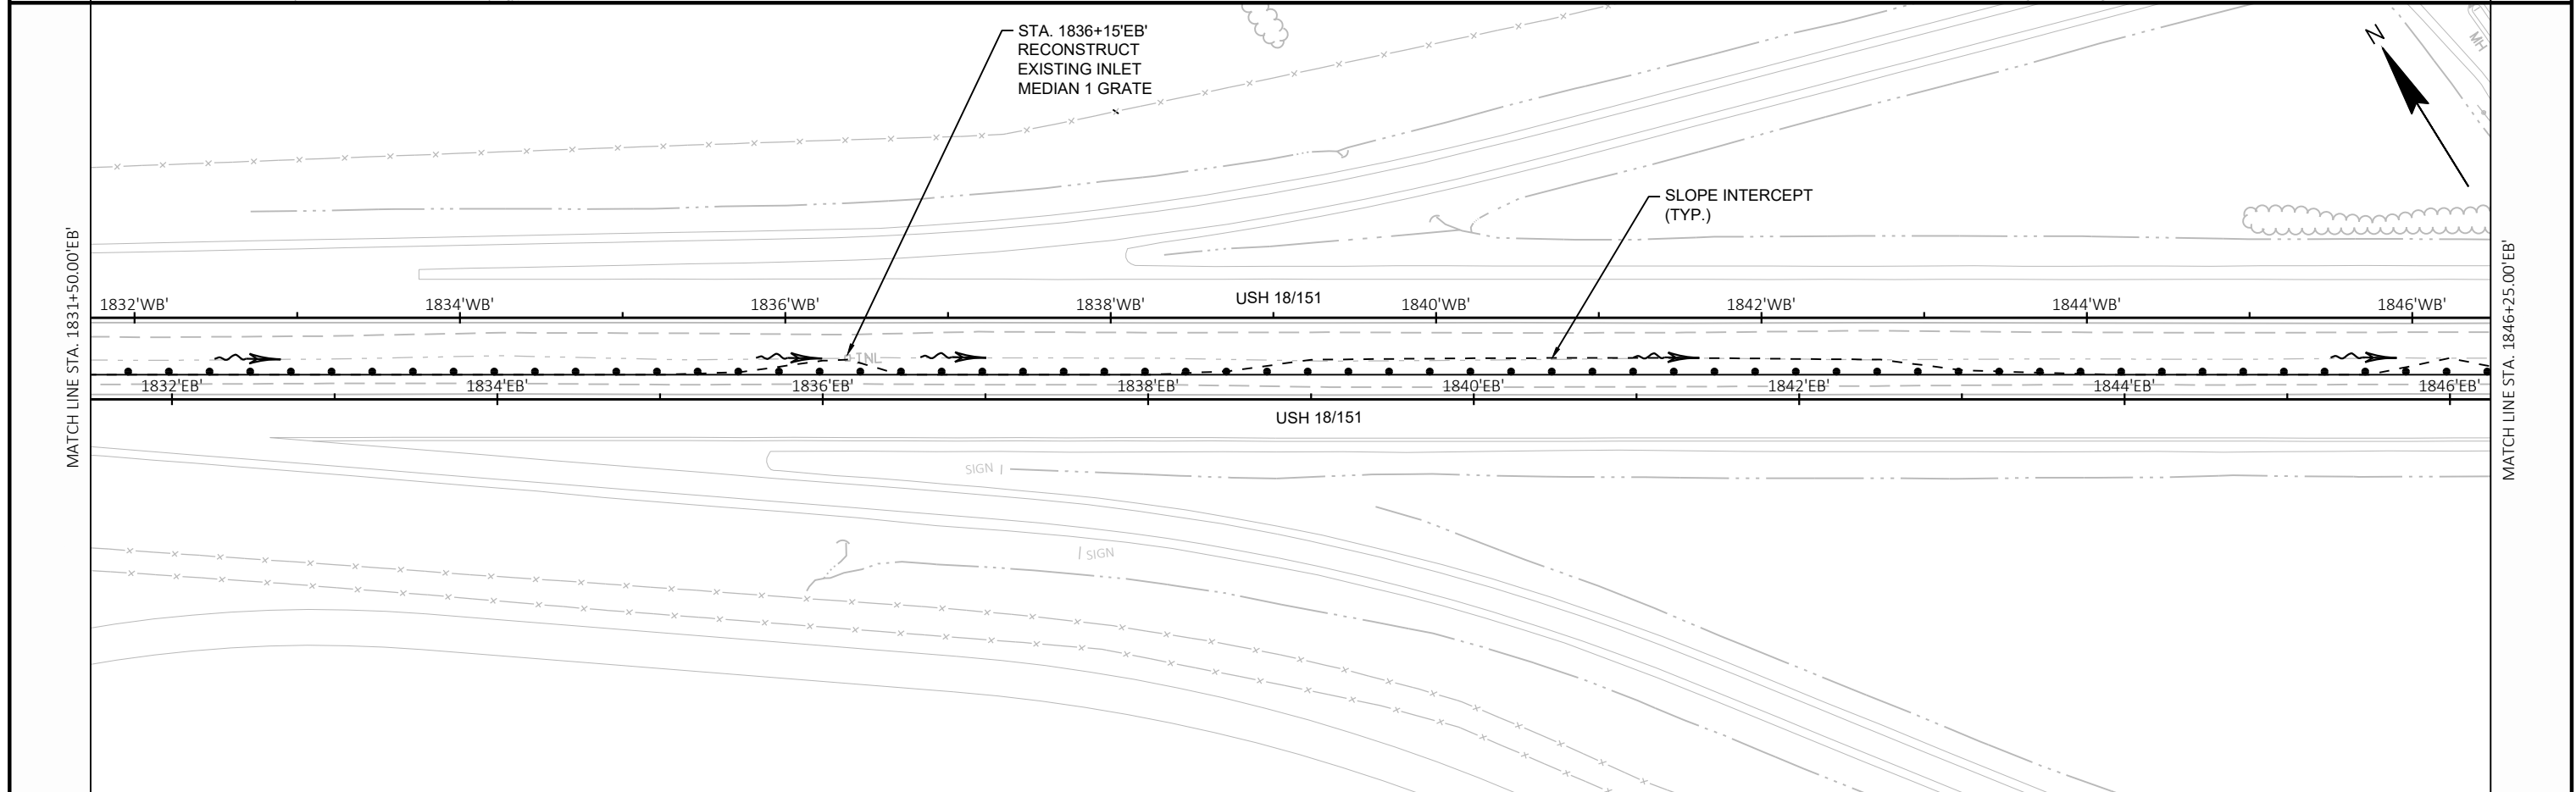 STA. 1836+15'EB'
RECONSTRUCT
EXISTING INLET
MEDIAN 1 GRATE
N
MH
SLOPE INTERCEPT
(TYP.)
MATCH LINE STA. 1831+50.00'EB'
MATCH LINE STA. 1846+25.00'EB'
1832'WB' 1834'WB' 1836'WB' 1838'WB' USH 18/151 1840'WB' 1842'WB' 1844'WB' 1846'WB'
INL
1832'EB' 1834'EB' 1836'EB' 1838'EB' 1840'EB' 1842'EB' 1844'EB' 1846'EB'
USH 18/151
SIGN
SIGN